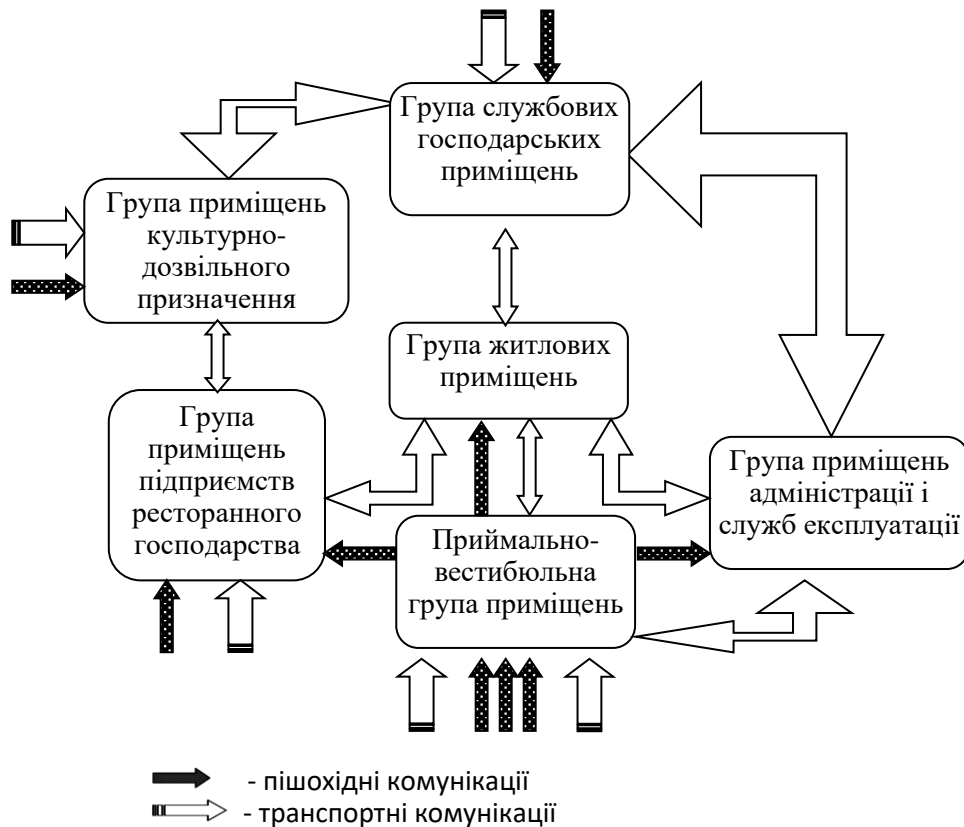 Група службових
господарських
приміщень
Група приміщень
культурно-
дозвільного
призначення
Група житлових
приміщень
Група
приміщень
підприємств
ресторанного
господарства
Група приміщень
адміністрації і
служб експлуатації
Приймально-
вестибюльна
група приміщень
- пішохідні комунікації
- транспортні комунікації